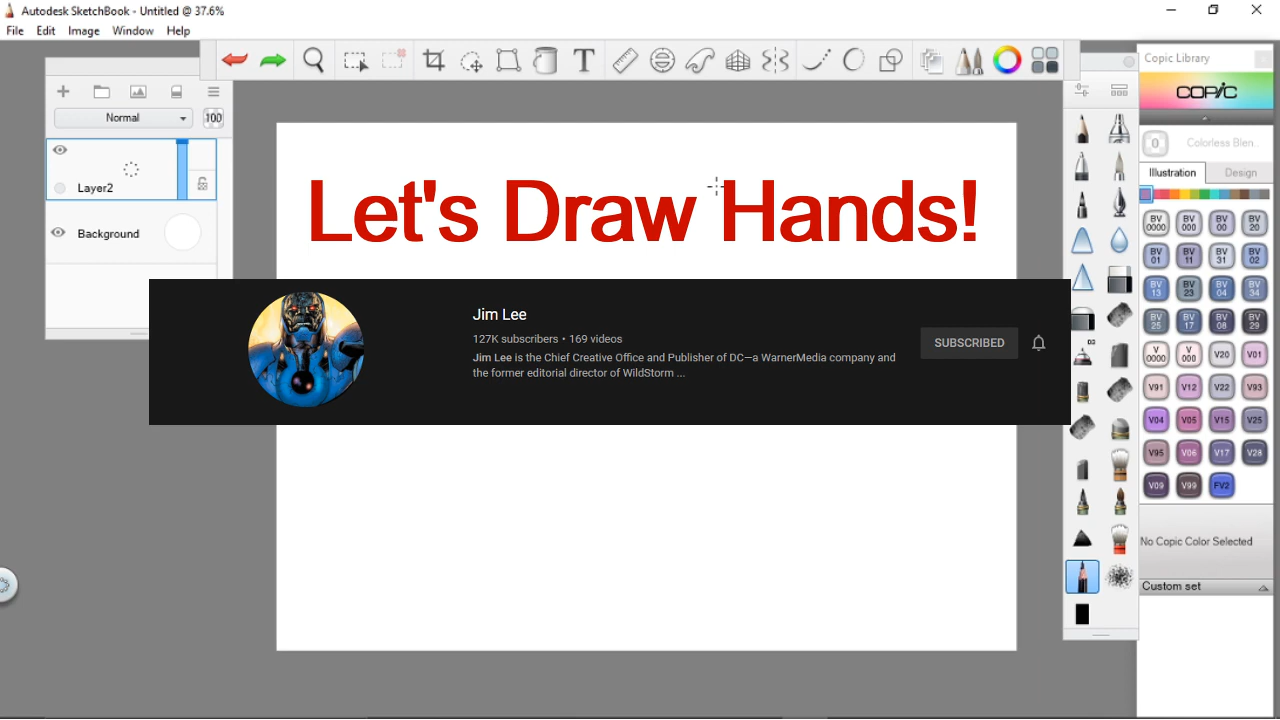 Autodesk SketchBook - Untitled @ 37.6%
File Edit Image Window Help
T
Copic Library
COPIC
Normal
100
0 Colorless Blen...
Illustration Design
Layer2
Background
Let's Draw Hands!
Jim Lee
127K subscribers • 169 videos
Jim Lee is the Chief Creative Office and Publisher of DC—a WarnerMedia company and
the former editorial director of WildStorm ...
SUBSCRIBED
BV 0000 BV 000 BV 00 BV 20
BV 01 BV 11 BV 31 BV 02
BV 13 BV 23 BV 04 BV 34
BV 25 BV 17 BV 08 BV 29
V 0000 V 000 V20 V01
V91 V12 V22 V93
V04 V05 V15 V25
V95 V06 V17 V28
V09 V99 FV2
No Copic Color Selected
Custom set